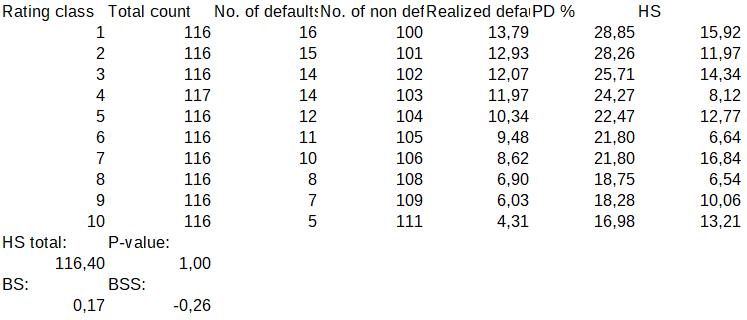 Rating class Total count No. of defaults No. of non def Realized defau PD % HS
1 116 16 100 13,79 28,85 15,92
2 116 15 101 12,93 28,26 11,97
3 116 14 102 12,07 25,71 14,34
4 117 14 103 11,97 24,27 8,12
5 116 12 104 10,34 22,47 12,77
6 116 11 105 9,48 21,80 6,64
7 116 10 106 8,62 21,80 16,84
8 116 8 108 6,90 18,75 6,54
9 116 7 109 6,03 18,28 10,06
10 116 5 111 4,31 16,98 13,21
HS total: P-value:
116,40 1,00
BS: BSS:
0,17 -0,26